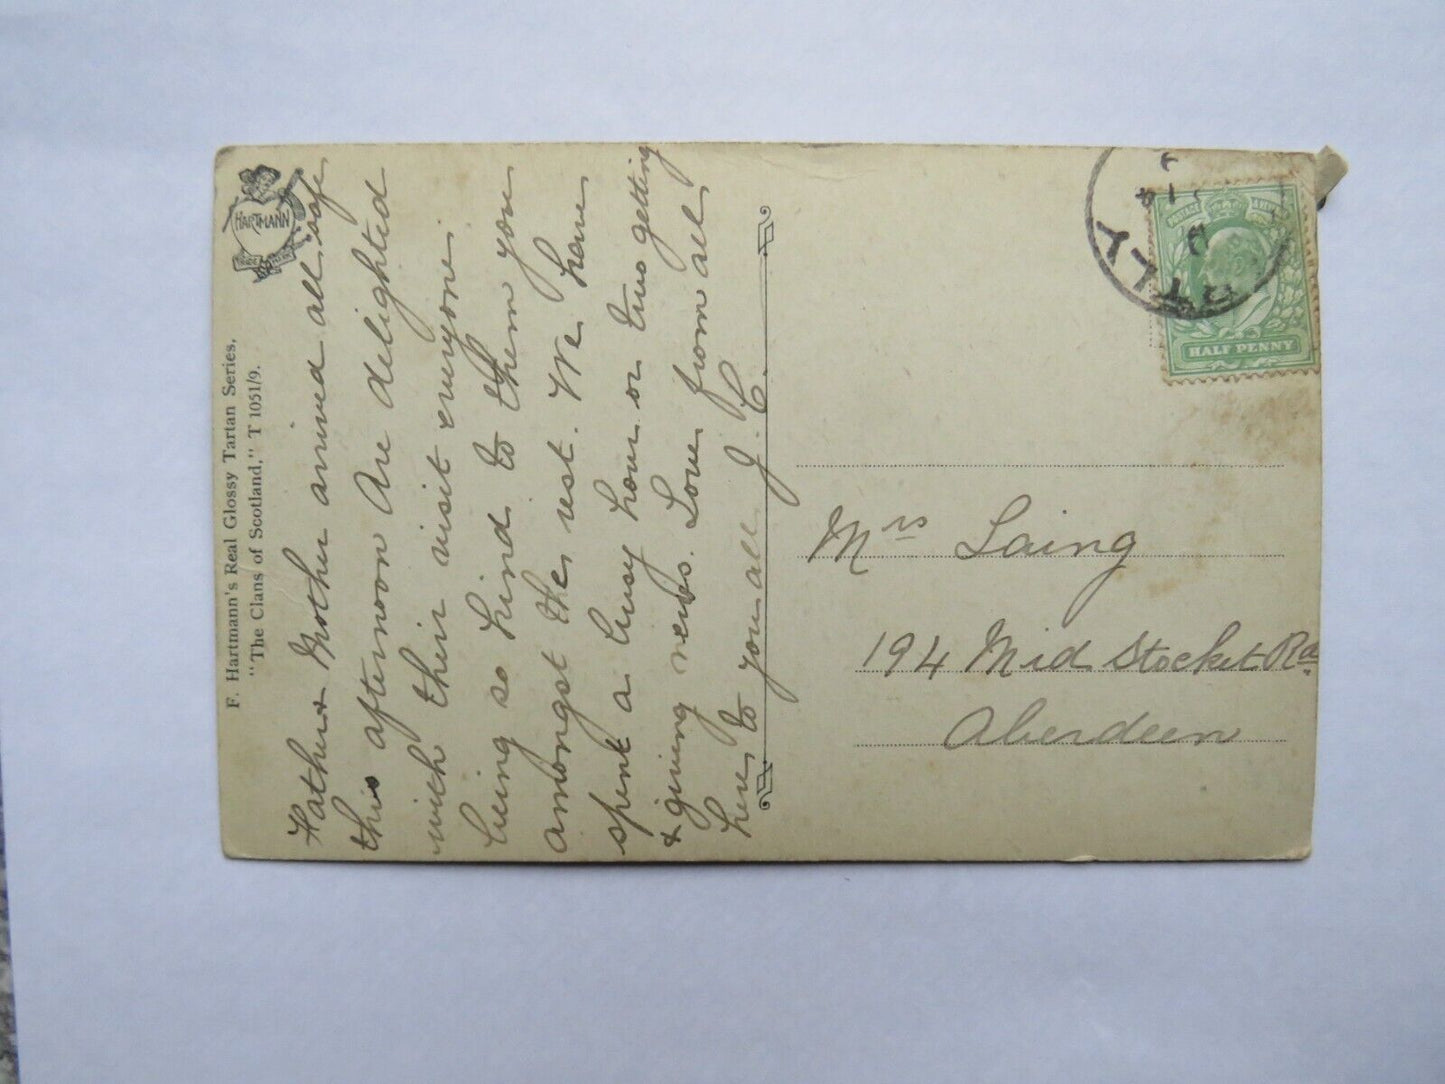 F. Hartmann's Real Glossy Tartan Series,
"The Clans of Scotland," T 1051/9.
HARTMANN
TRADE MARK
Father & Mother arrived all safe
this afternoon Are delighted
with their visit everyone
being so kind to them you
amongst the rest. We have
spent a busy hour or two getting
& giving news. Love from all
here to you all J. C.
POSTAGE
HALF PENNY
Mrs Laing
194 Mid Stocket Rd.
Aberdeen